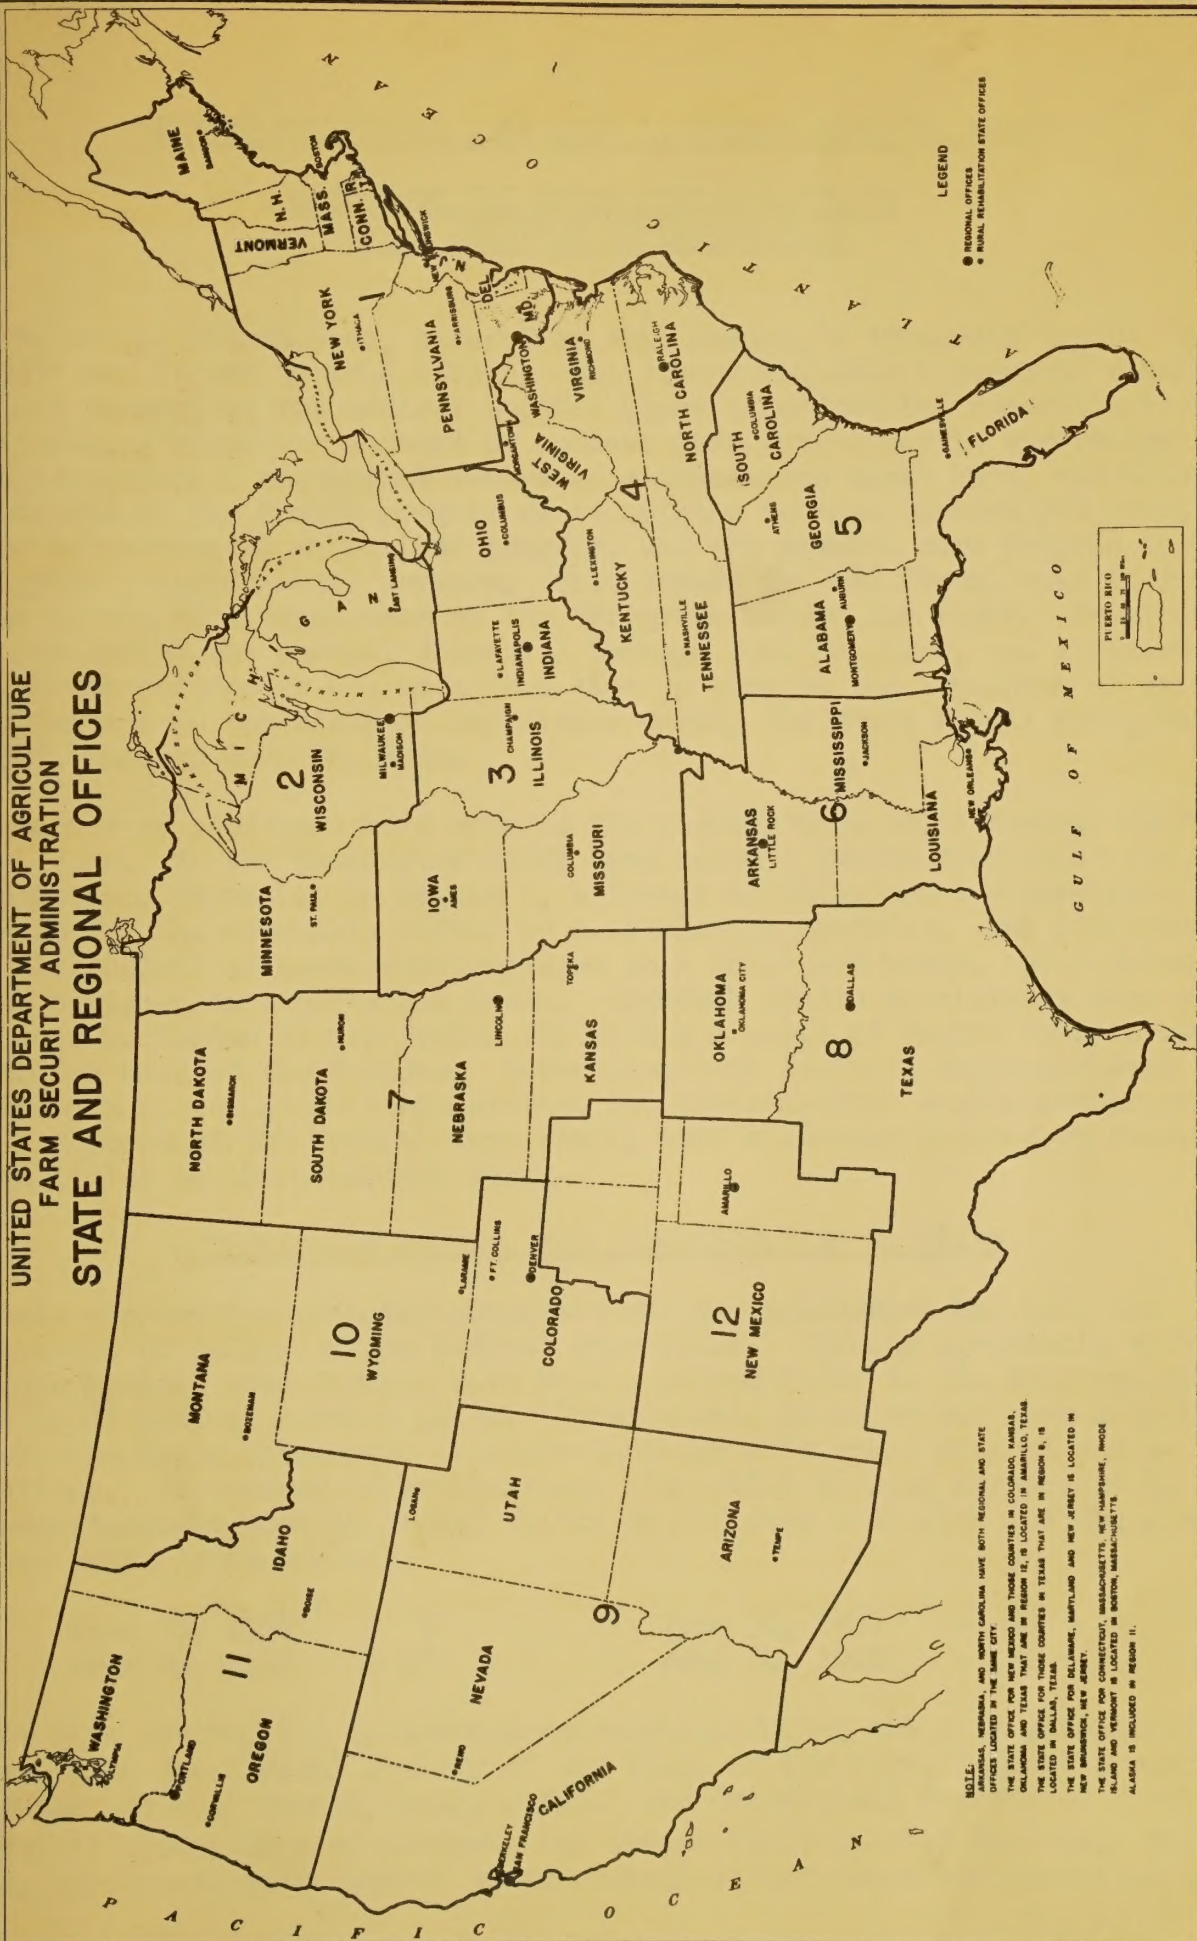 UNITED STATES DEPARTMENT OF AGRICULTURE
FARM SECURITY ADMINISTRATION
STATE AND REGIONAL OFFICES
WASHINGTON
OLYMPIA
PORTLAND
CORVALLIS
OREGON
11
IDAHO
BOISE
MONTANA
BOZEMAN
10
WYOMING
LARAMIE
NORTH DAKOTA
BISMARCK
SOUTH DAKOTA
HURON
7
NEBRASKA
LINCOLN
KANSAS
TOPEKA
MINNESOTA
ST. PAUL
2
WISCONSIN
MILWAUKEE
MADISON
SUPERIOR
MICHIGAN
EAST LANSING
IOWA
AMES
3
ILLINOIS
CHAMPAIGN
MISSOURI
COLUMBIA
LAFAYETTE
INDIANAPOLIS
INDIANA
OHIO
COLUMBUS
MAINE
BANGOR
N. H.
VERMONT
MASS.
BOSTON
CONN.
R. I.
1
NEW YORK
ITHACA
NEW BRUNSWICK
N. J.
PENNSYLVANIA
HARRISBURG
DEL.
MD.
WASHINGTON
MORGANTOWN
WEST
VIRGINIA
VIRGINIA
RICHMOND
4
KENTUCKY
LEXINGTON
NORTH CAROLINA
RALEIGH
NASHVILLE
TENNESSEE
SOUTH
CAROLINA
COLUMBIA
ATHENS
GEORGIA
5
ALABAMA
MONTGOMERY
AUBURN
GAINESVILLE
FLORIDA
6
MISSISSIPPI
JACKSON
ARKANSAS
LITTLE ROCK
LOUISIANA
NEW ORLEANS
OKLAHOMA
OKLAHOMA CITY
8
DALLAS
TEXAS
AMARILLO
12
NEW MEXICO
FT. COLLINS
DENVER
COLORADO
UTAH
LOGAN
ARIZONA
TEMPE
9
NEVADA
RENO
CALIFORNIA
BERKELEY
SAN FRANCISCO
PACIFIC OCEAN
GULF OF MEXICO
ATLANTIC OCEAN
PUERTO RICO
LEGEND
REGIONAL OFFICES
RURAL REHABILITATION STATE OFFICES
NOTE:
ARKANSAS, NEBRASKA, AND NORTH CAROLINA HAVE BOTH REGIONAL AND STATE
OFFICES LOCATED IN THE SAME CITY.
THE STATE OFFICE FOR NEW MEXICO AND THOSE COUNTIES IN COLORADO, KANSAS,
OKLAHOMA AND TEXAS THAT ARE IN REGION 12, IS LOCATED IN AMARILLO, TEXAS.
THE STATE OFFICE FOR THOSE COUNTIES IN TEXAS THAT ARE IN REGION 8, IS
LOCATED IN DALLAS, TEXAS.
THE STATE OFFICE FOR DELAWARE, MARYLAND AND NEW JERSEY IS LOCATED IN
NEW BRUNSWICK, NEW JERSEY.
THE STATE OFFICE FOR CONNECTICUT, MASSACHUSETTS, NEW HAMPSHIRE, RHODE
ISLAND AND VERMONT IS LOCATED IN BOSTON, MASSACHUSETTS.
ALASKA IS INCLUDED IN REGION 11.